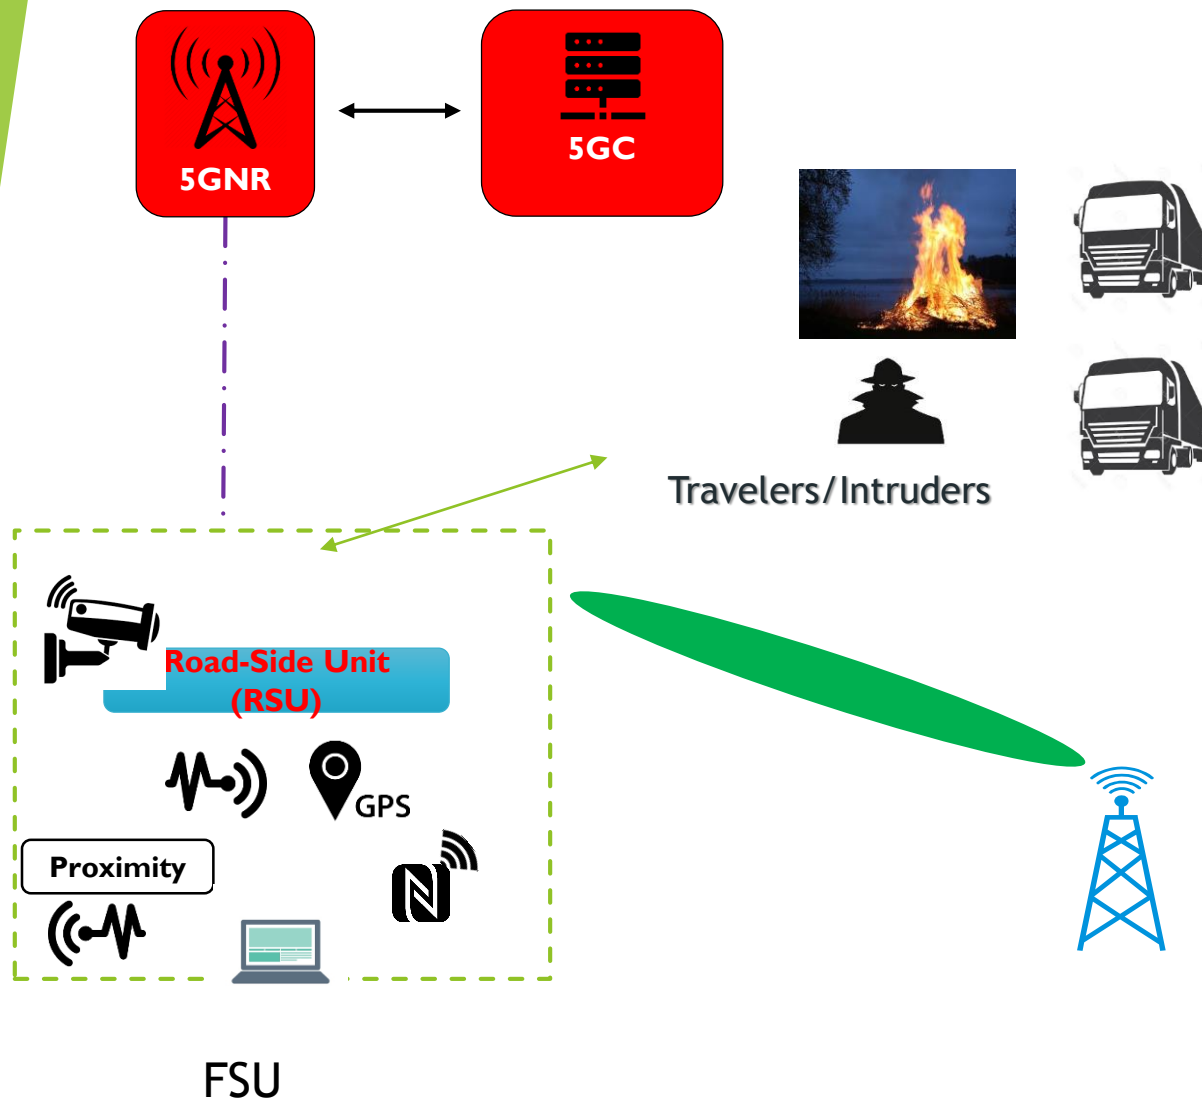 5GNR
5GC
Travelers/Intruders
Road-Side Unit
(RSU)
GPS
Proximity
FSU